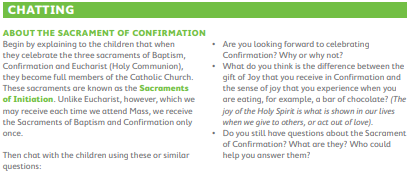 CHATTING
ABOUT THE SACRAMENT OF CONFIRMATION
Begin by explaining to the children that when
they celebrate the three sacraments of Baptism,
Confirmation and Eucharist (Holy Communion),
they become full members of the Catholic Church.
These sacraments are known as the Sacraments
of Initiation. Unlike Eucharist, however, which we
may receive each time we attend Mass, we receive
the Sacraments of Baptism and Confirmation only
once.
Then chat with the children using these or similar
questions:
• Are you looking forward to celebrating
Confirmation? Why or why not?
• What do you think is the difference between the
gift of Joy that you receive in Confirmation and
the sense of joy that you experience when you
are eating, for example, a bar of chocolate? (The
joy of the Holy Spirit is what is shown in our lives
when we give to others, or act out of love).
• Do you still have questions about the Sacrament
of Confirmation? What are they? Who could
help you answer them?